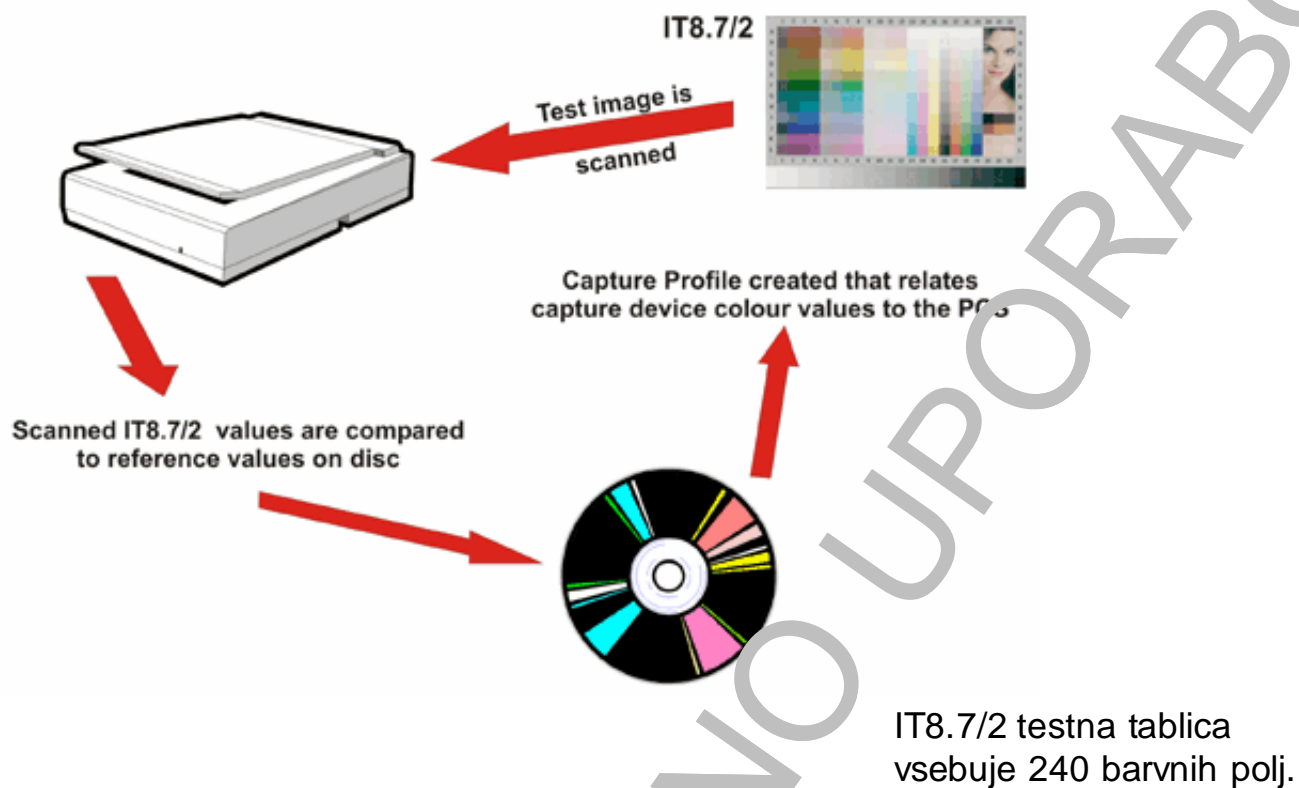 IT8.7/2
Test image is
scanned
Capture Profile created that relates
capture device colour values to the
Scanned IT8.7/2 values are compared
to reference values on disc
IT8.7/2 testna tablica
vsebuje 240 barvnih polj.
NO UPORABO